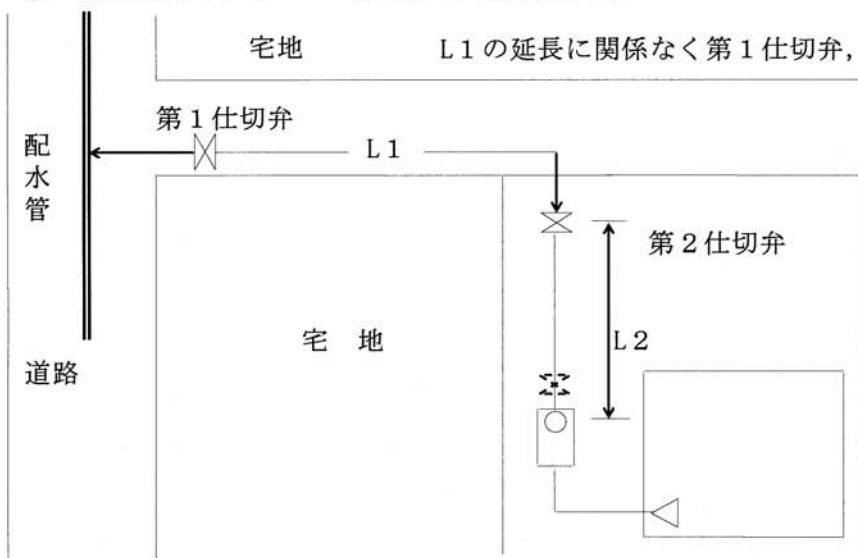 宅地
L1の延長に関係なく第1仕切弁,
第1仕切弁
配水管
L1
第2仕切弁
宅 地
L2
道路